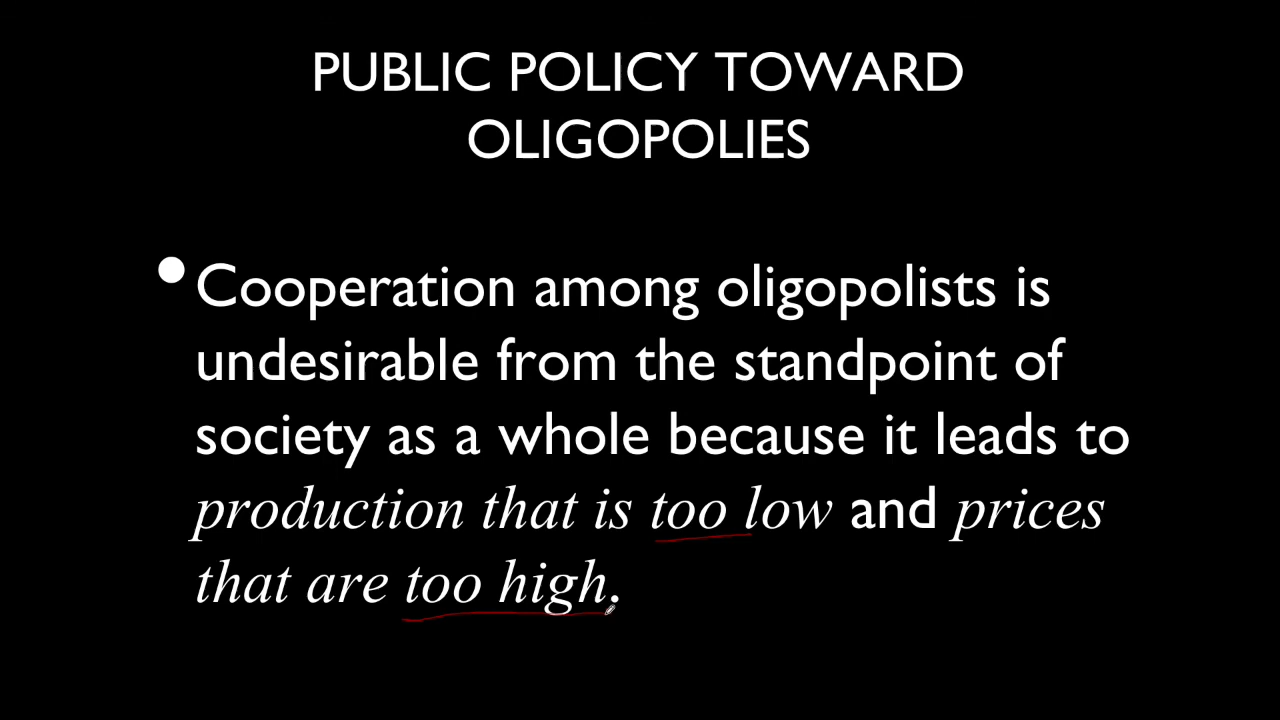 PUBLIC POLICY TOWARD
OLIGOPOLIES
• Cooperation among oligopolists is
undesirable from the standpoint of
society as a whole because it leads to
production that is too low and prices
that are too high.